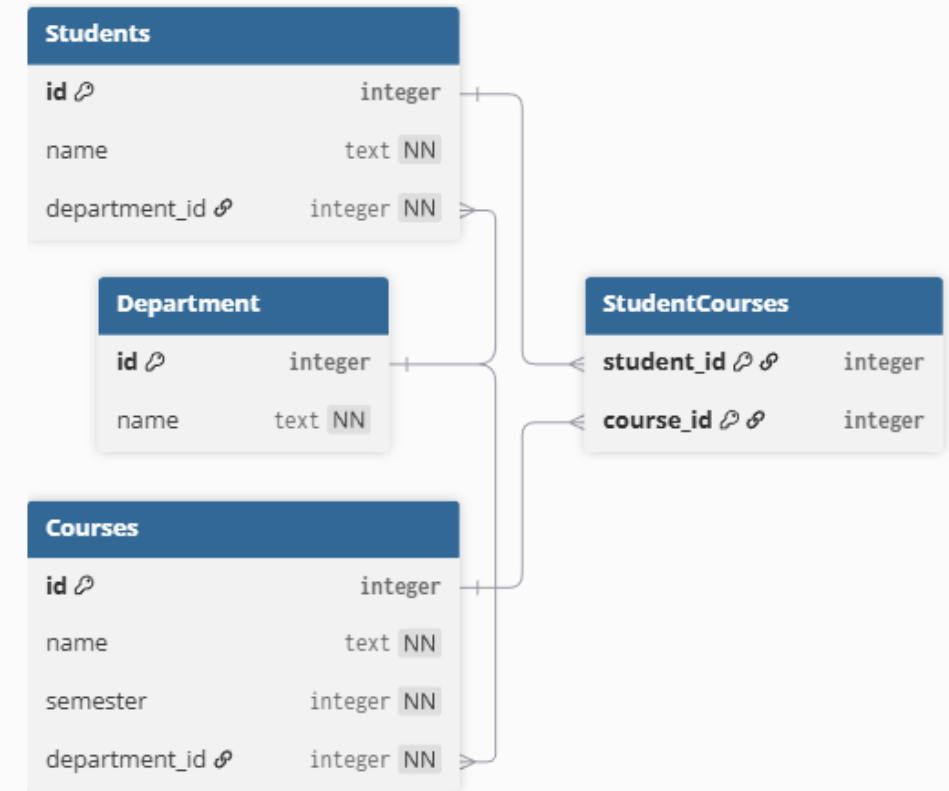 Students
id integer
name text NN
department_id integer NN
Department
id integer
name text NN
StudentCourses
student_id integer
course_id integer
Courses
id integer
name text NN
semester integer NN
department_id integer NN